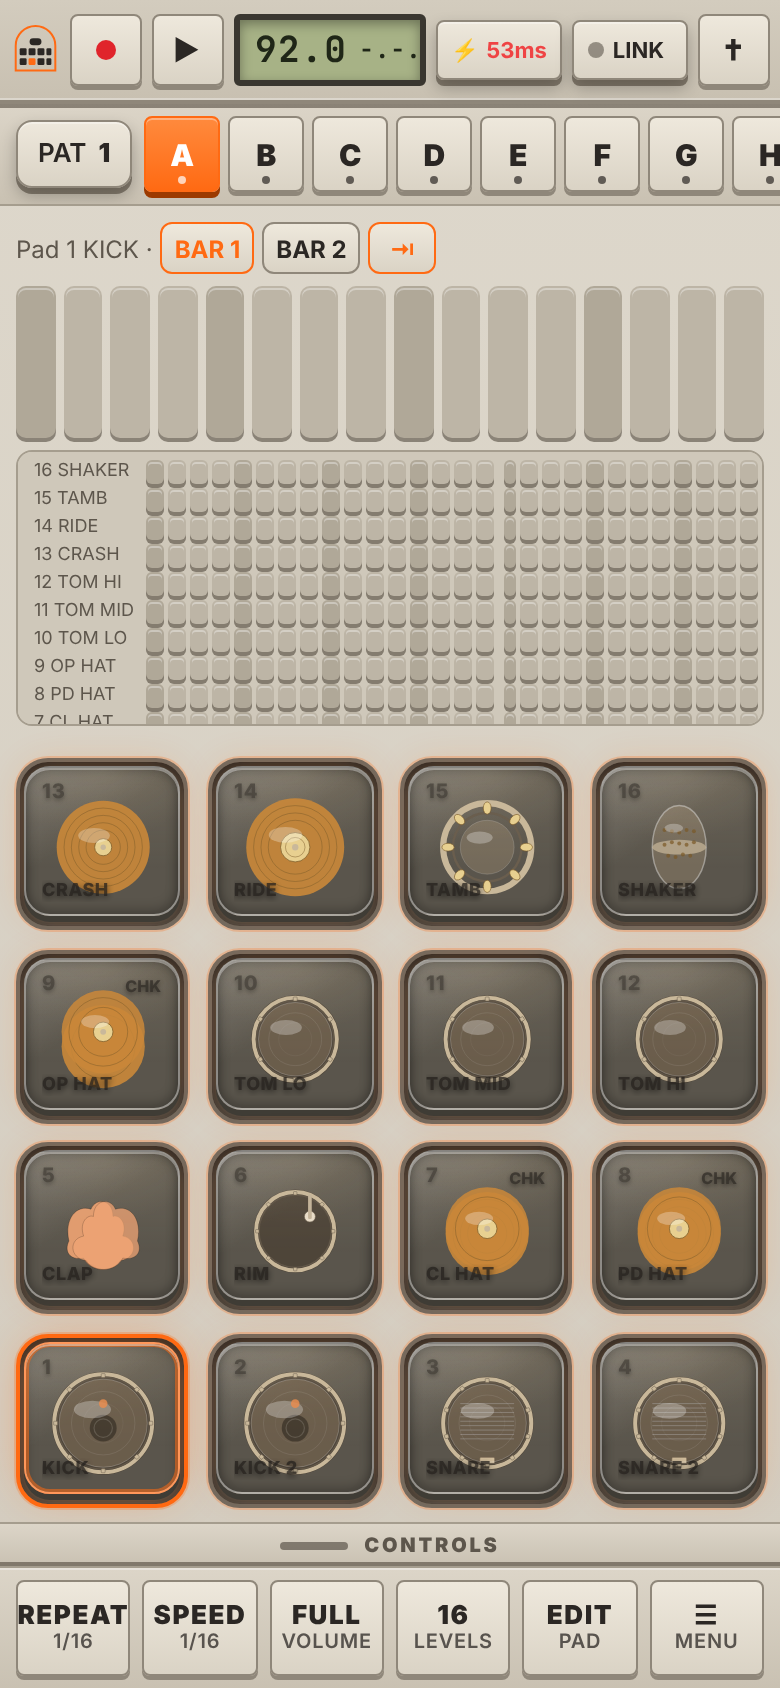 92.0 -.-.
⚡ 53ms
LINK
PAT 1
A B C D E F G H
Pad 1 KICK · BAR 1 BAR 2
16 SHAKER
15 TAMB
14 RIDE
13 CRASH
12 TOM HI
11 TOM MID
10 TOM LO
9 OP HAT
8 PD HAT
7 CL HAT
13 CRASH
14 RIDE
15 TAMB
16 SHAKER
9 CHK OP HAT
10 TOM LO
11 TOM MID
12 TOM HI
5 CLAP
6 RIM
7 CHK CL HAT
8 CHK PD HAT
1 KICK
2 KICK 2
3 SNARE
4 SNARE 2
CONTROLS
REPEAT
1/16
SPEED
1/16
FULL
VOLUME
16
LEVELS
EDIT
PAD
MENU